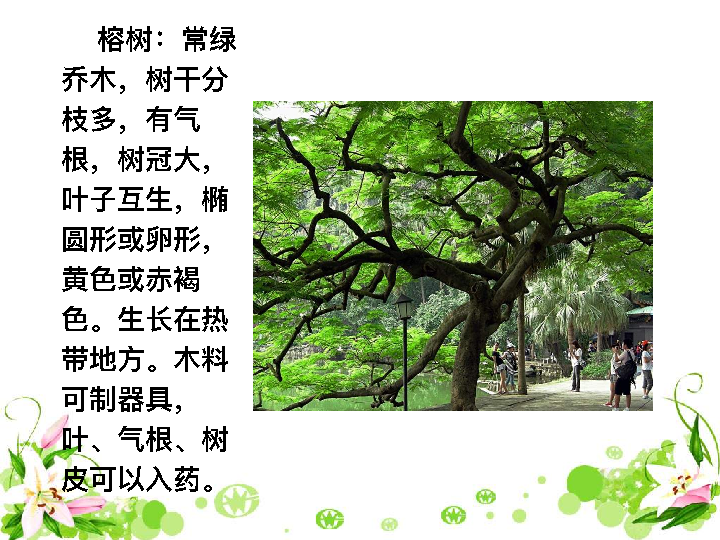 榕树：常绿
乔木，树干分
枝多，有气
根，树冠大，
叶子互生，椭
圆形或卵形，
黄色或赤褐
色。生长在热
带地方。木料
可制器具，
叶、气根、树
皮可以入药。